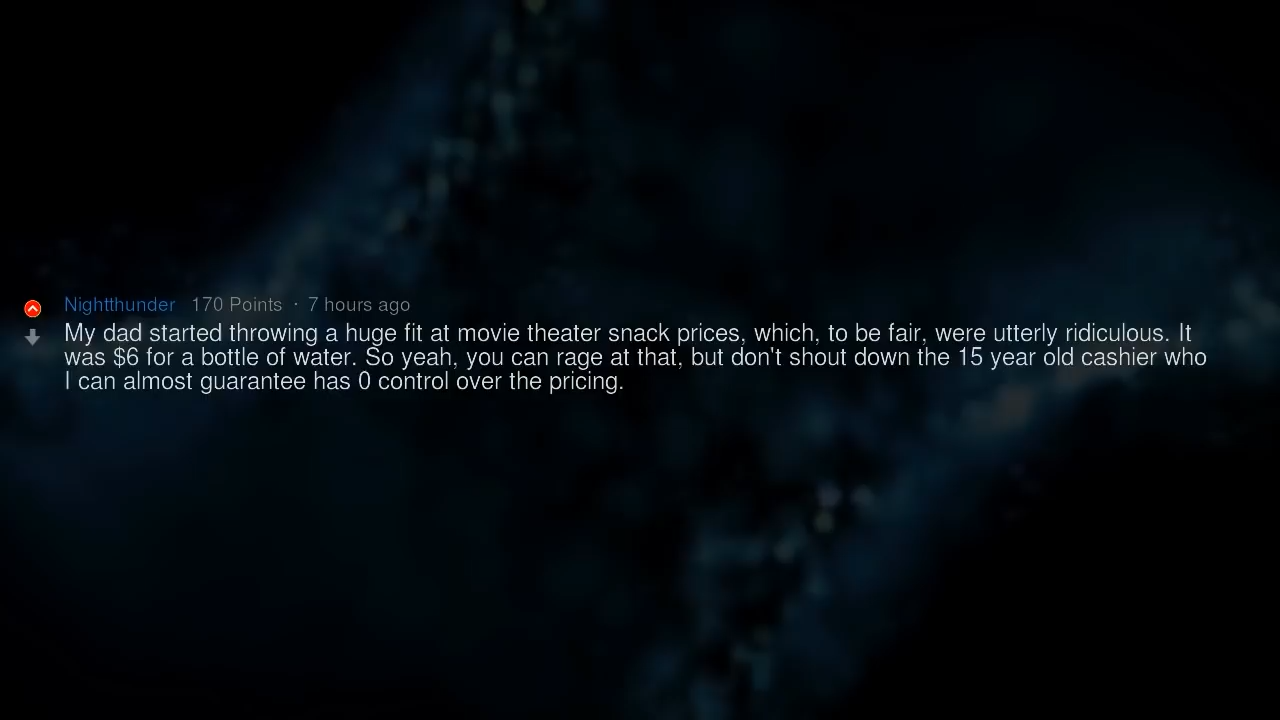 Nightthunder 170 Points · 7 hours ago
My dad started throwing a huge fit at movie theater snack prices, which, to be fair, were utterly ridiculous. It
was $6 for a bottle of water. So yeah, you can rage at that, but don't shout down the 15 year old cashier who
I can almost guarantee has 0 control over the pricing.